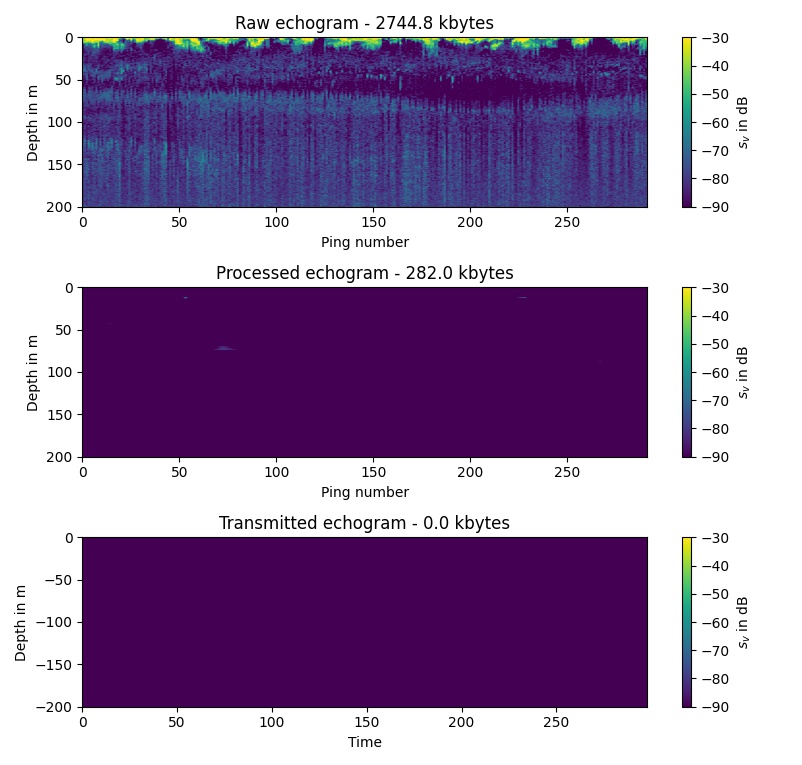 Raw echogram - 2744.8 kbytes
0
50
100
150
200
Depth in m
0 50 100 150 200 250
Ping number
−30
−40
−50
−60
−70
−80
−90
sᵥ in dB
Processed echogram - 282.0 kbytes
0
50
100
150
200
Depth in m
0 50 100 150 200 250
Ping number
−30
−40
−50
−60
−70
−80
−90
sᵥ in dB
Transmitted echogram - 0.0 kbytes
0
−50
−100
−150
−200
Depth in m
0 50 100 150 200 250
Time
−30
−40
−50
−60
−70
−80
−90
sᵥ in dB